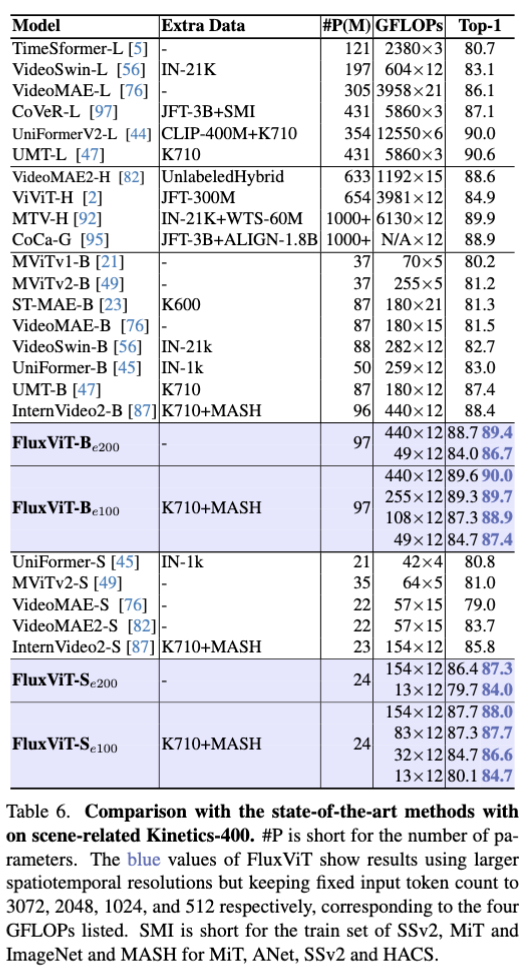 Model Extra Data #P(M) GFLOPs Top-1
TimeSformer-L [5] - 121 2380×3 80.7
VideoSwin-L [56] IN-21K 197 604×12 83.1
VideoMAE-L [76] - 305 3958×21 86.1
CoVeR-L [97] JFT-3B+SMI 431 5860×3 87.1
UniFormerV2-L [44] CLIP-400M+K710 354 12550×6 90.0
UMT-L [47] K710 431 5860×3 90.6
VideoMAE2-H [82] UnlabeledHybrid 633 1192×15 88.6
ViViT-H [2] JFT-300M 654 3981×12 84.9
MTV-H [92] IN-21K+WTS-60M 1000+ 6130×12 89.9
CoCa-G [95] JFT-3B+ALIGN-1.8B 1000+ N/A×12 88.9
MViTv1-B [21] - 37 70×5 80.2
MViTv2-B [49] - 37 255×5 81.2
ST-MAE-B [23] K600 87 180×21 81.3
VideoMAE-B [76] - 87 180×15 81.5
VideoSwin-B [56] IN-21k 88 282×12 82.7
UniFormer-B [45] IN-1k 50 259×12 83.0
UMT-B [47] K710 87 180×12 87.4
InternVideo2-B [87] K710+MASH 96 440×12 88.4
FluxViT-Be200 - 97 440×12 88.7 89.4
49×12 84.0 86.7
FluxViT-Be100 K710+MASH 97 440×12 89.6 90.0
255×12 89.3 89.7
108×12 87.3 88.9
49×12 84.7 87.4
UniFormer-S [45] IN-1k 21 42×4 80.8
MViTv2-S [49] - 35 64×5 81.0
VideoMAE-S [76] - 22 57×15 79.0
VideoMAE2-S [82] - 22 57×15 83.7
InternVideo2-S [87] K710+MASH 23 154×12 85.8
FluxViT-Se200 - 24 154×12 86.4 87.3
13×12 79.7 84.0
FluxViT-Se100 K710+MASH 24 154×12 87.7 88.0
83×12 87.3 87.7
32×12 84.7 86.6
13×12 80.1 84.7
Table 6. Comparison with the state-of-the-art methods with
on scene-related Kinetics-400. #P is short for the number of pa-
rameters. The blue values of FluxViT show results using larger
spatiotemporal resolutions but keeping fixed input token count to
3072, 2048, 1024, and 512 respectively, corresponding to the four
GFLOPs listed. SMI is short for the train set of SSv2, MiT and
ImageNet and MASH for MiT, ANet, SSv2 and HACS.